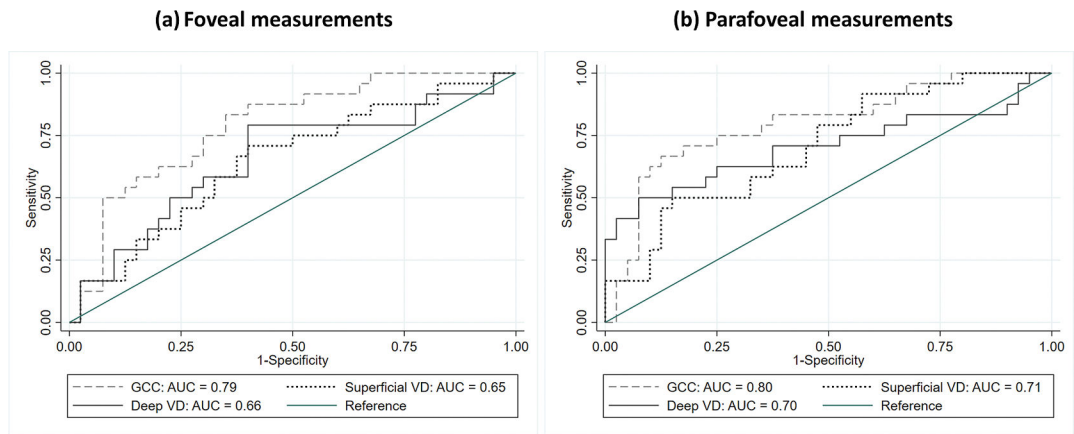 (a) Foveal measurements
(b) Parafoveal measurements
1.00
0.75
0.50
0.25
0.00
Sensitivity
0.00 0.25 0.50 0.75 1.00
1-Specificity
GCC: AUC = 0.79 Superficial VD: AUC = 0.65
Deep VD: AUC = 0.66 Reference
1.00
0.75
0.50
0.25
0.00
Sensitivity
0.00 0.25 0.50 0.75 1.00
1-Specificity
GCC: AUC = 0.80 Superficial VD: AUC = 0.71
Deep VD: AUC = 0.70 Reference